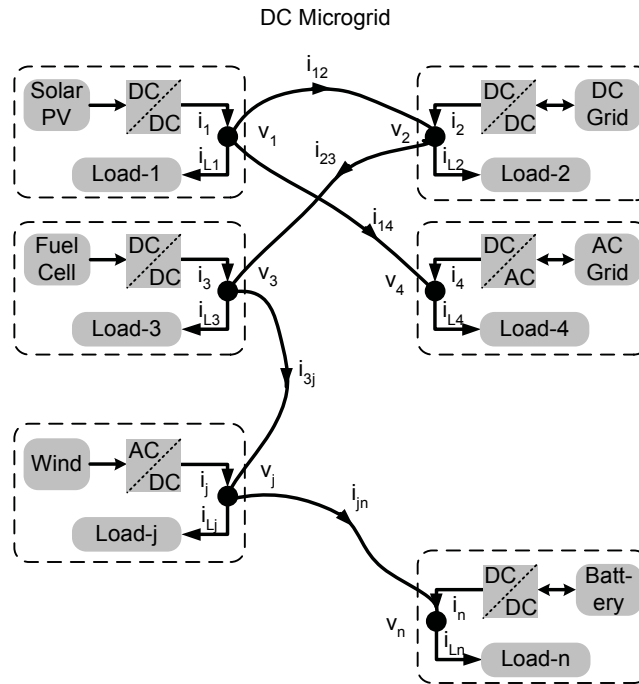 DC Microgrid
i12
Solar
PV
DC
DC
i1
v1
iL1
Load-1
v2
i2
DC
DC
DC
Grid
iL2
Load-2
i23
i14
Fuel
Cell
DC
DC
i3
v3
iL3
Load-3
v4
i4
DC
AC
AC
Grid
iL4
Load-4
i3j
Wind
AC
DC
ij
vj
iLj
Load-j
ijn
DC
DC
Batt-
ery
in
vn
iLn
Load-n